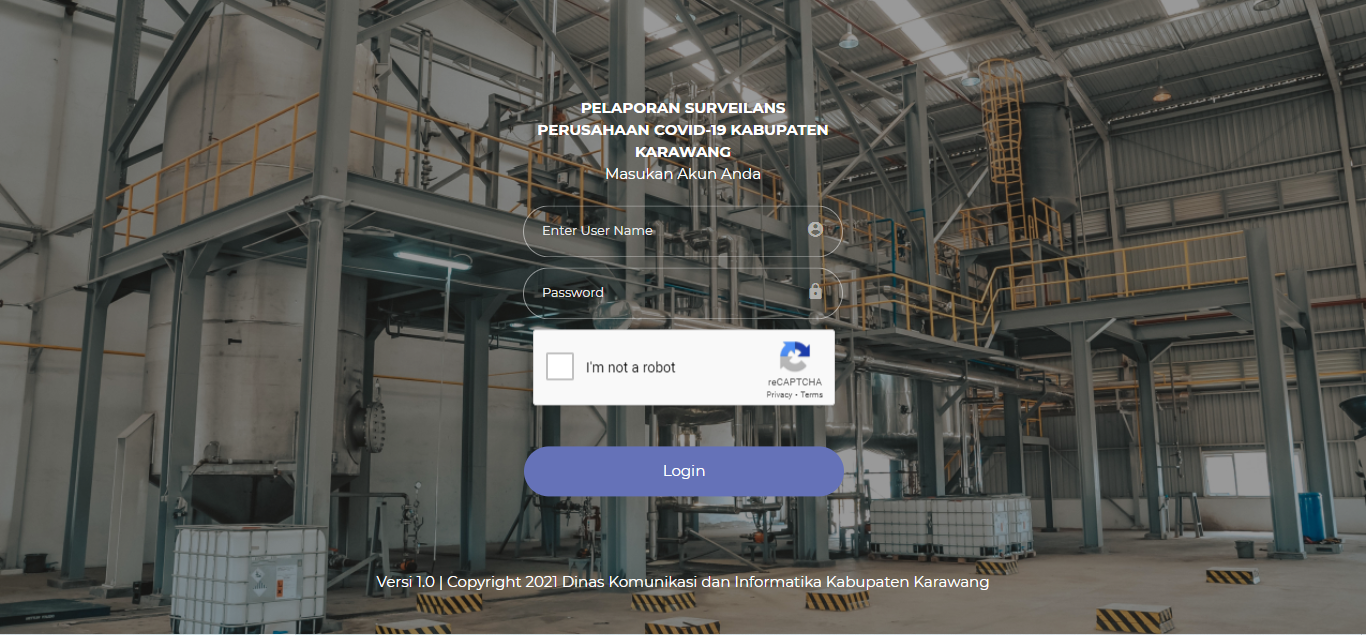 PELAPORAN SURVEILANS
PERUSAHAAN COVID-19 KABUPATEN
KARAWANG
Masukan Akun Anda
Enter User Name
Password
I'm not a robot
reCAPTCHA
Privacy - Terms
Login
Versi 1.0 | Copyright 2021 Dinas Komunikasi dan Informatika Kabupaten Karawang